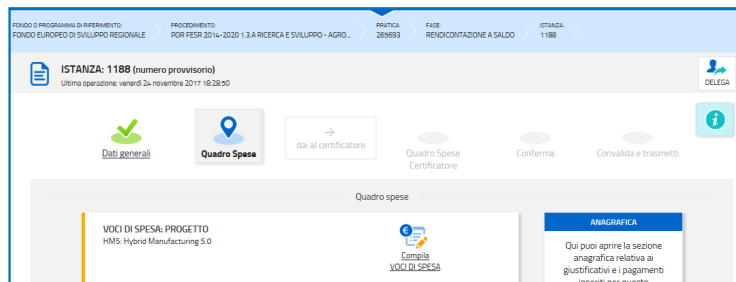 FONDO O PROGRAMMA DI RIFERIMENTO:
FONDO EUROPEO DI SVILUPPO REGIONALE
PROCEDIMENTO:
POR FESR 2014-2020 1.3.A RICERCA E SVILUPPO - AGRO...
PRATICA:
265693
FASE:
RENDICONTAZIONE A SALDO
ISTANZA:
1188
ISTANZA: 1188 (numero provvisorio)
Ultima operazione: venerdì 24 novembre 2017 18:28:50
DELEGA
Dati generali
Quadro Spese
dai al certificatore
Quadro Spese
Certificatore
Conferma
Convalida e trasmetti
Quadro spese
VOCI DI SPESA: PROGETTO
HM5: Hybrid Manufacturing 5.0
Compila
VOCI DI SPESA
ANAGRAFICA
Qui puoi aprire la sezione
anagrafica relativa ai
giustificativi e i pagamenti
inseriti per questo